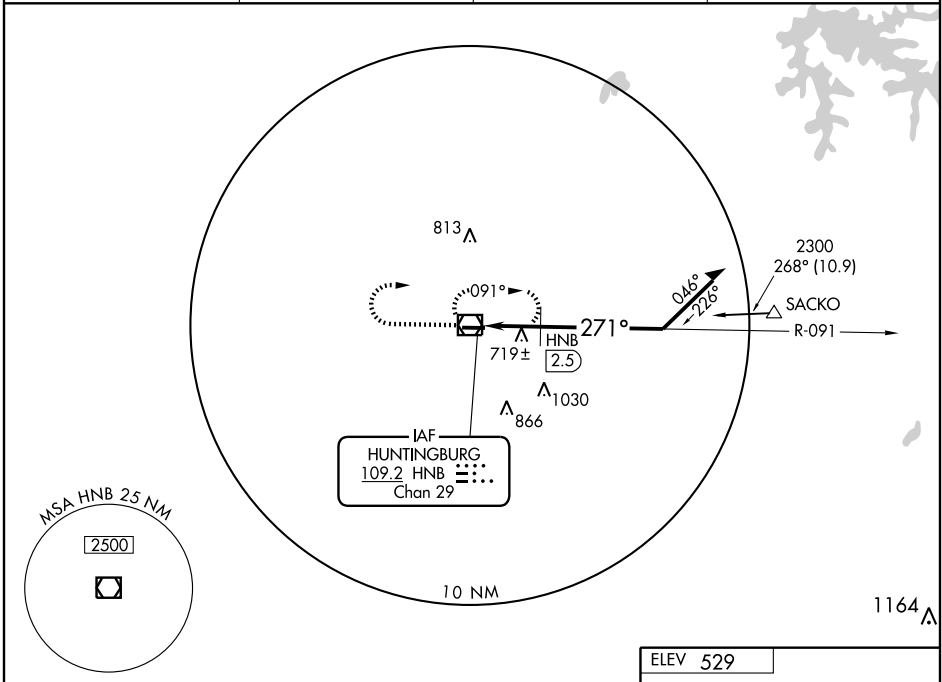 813
091°
271°
046°
226°
2300
268° (10.9)
SACKO
R-091
HNB
2.5
719±
1030
866
IAF
HUNTINGBURG
109.2 HNB
Chan 29
MSA HNB 25 NM
2500
10 NM
1164
ELEV 529